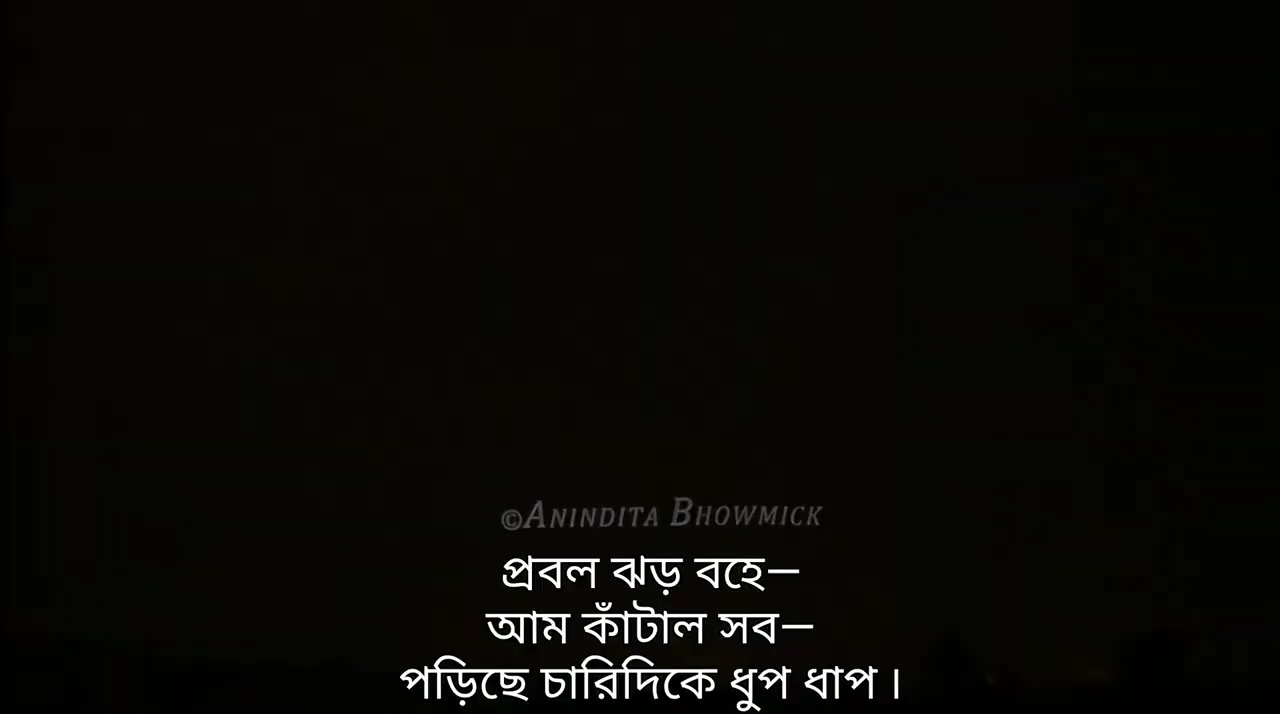 ©ANINDITA BHOWMICK
প্রবল ঝড় বহে—
আম কাঁটাল সব—
পড়িছে চারিদিকে ধুপ ধাপ ।